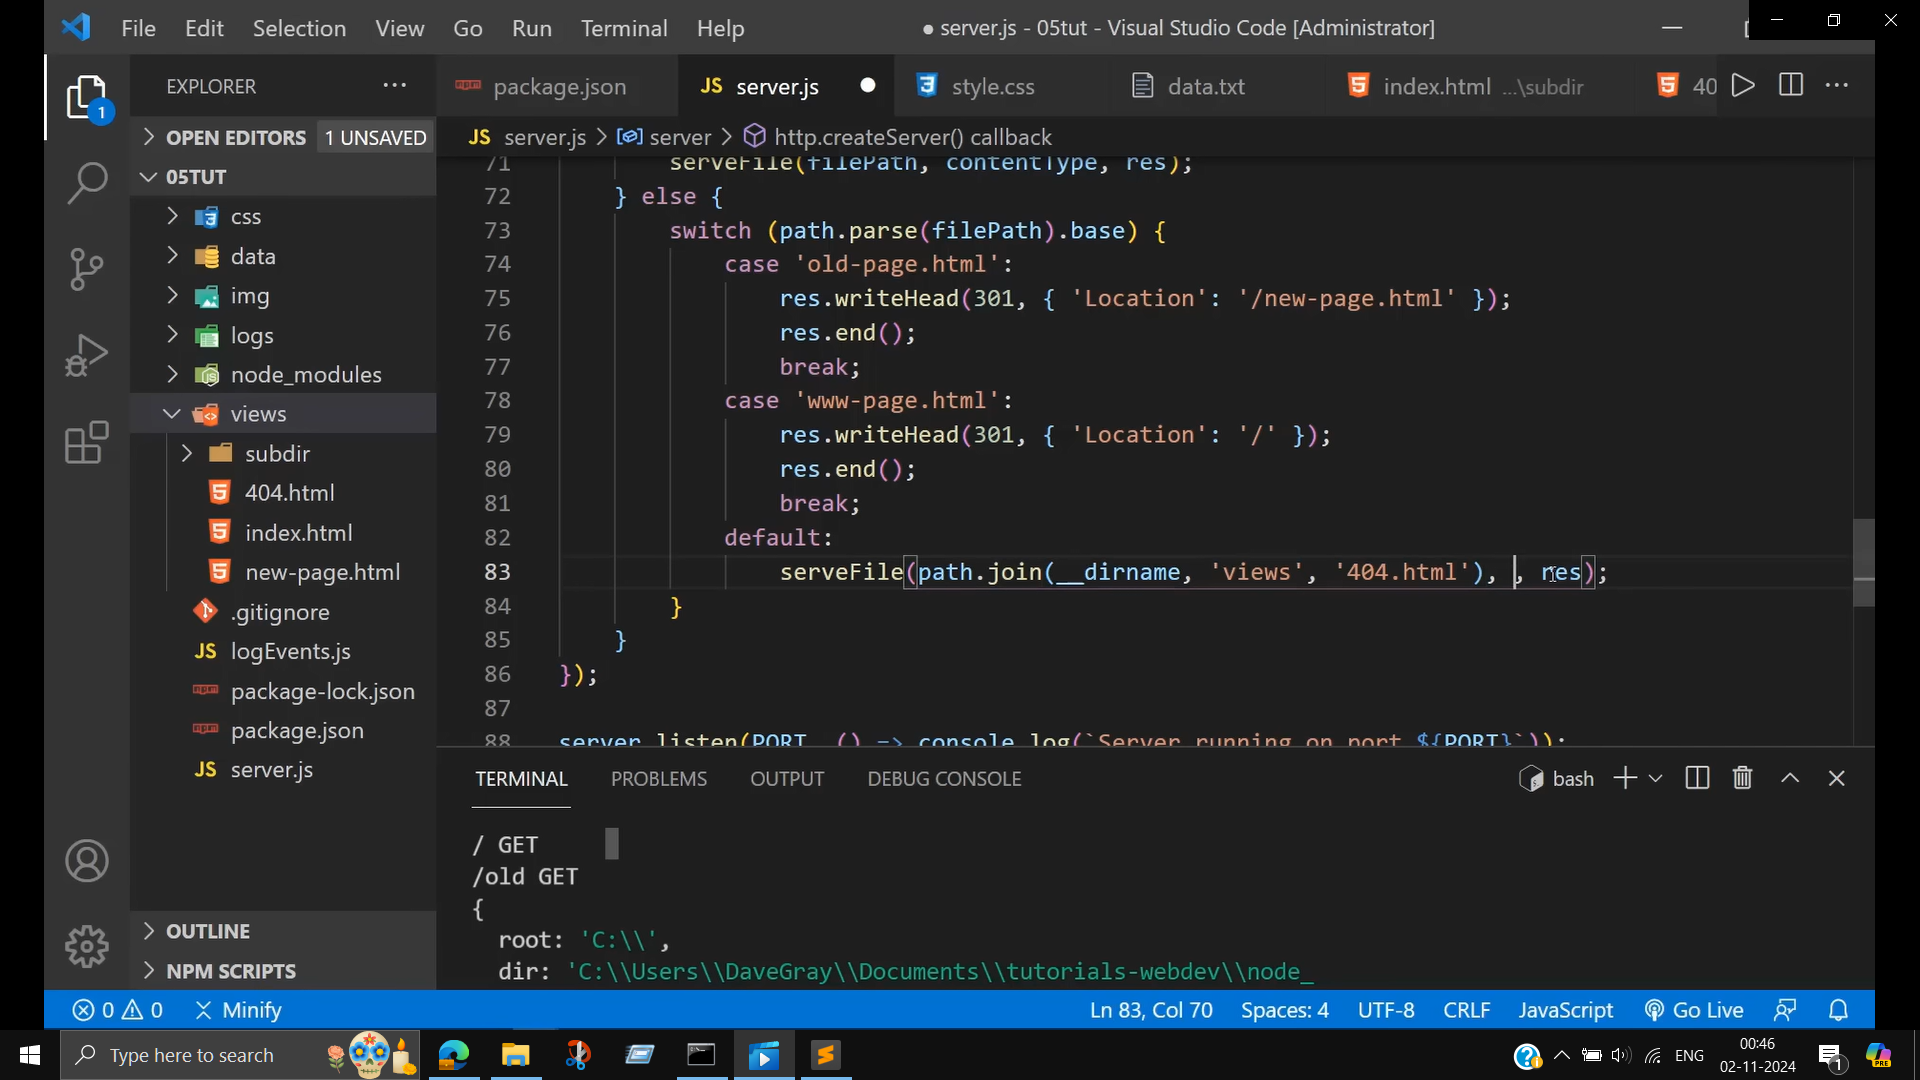 File Edit Selection View Go Run Terminal Help
● server.js - 05tut - Visual Studio Code [Administrator]
EXPLORER
package.json
JS server.js
style.css
data.txt
index.html ...\subdir
40
1
OPEN EDITORS 1 UNSAVED
JS server.js > server > http.createServer() callback
05TUT
css
data
img
logs
node_modules
views
subdir
404.html
index.html
new-page.html
.gitignore
JS logEvents.js
package-lock.json
package.json
JS server.js
OUTLINE
NPM SCRIPTS
71 serveFile(filePath, contentType, res);
72 } else {
73 switch (path.parse(filePath).base) {
74 case 'old-page.html':
75 res.writeHead(301, { 'Location': '/new-page.html' });
76 res.end();
77 break;
78 case 'www-page.html':
79 res.writeHead(301, { 'Location': '/' });
80 res.end();
81 break;
82 default:
83 serveFile(path.join(__dirname, 'views', '404.html'), , res);
84 }
85 }
86 });
87
88 server.listen(PORT, () => console.log(`Server running on port ${PORT}`));
TERMINAL PROBLEMS OUTPUT DEBUG CONSOLE
bash
/ GET
/old GET
{
root: 'C:\\',
dir: 'C:\\Users\\DaveGray\\Documents\\tutorials-webdev\\node_
0 0 Minify
Ln 83, Col 70 Spaces: 4 UTF-8 CRLF JavaScript Go Live
Type here to search
ENG
00:46
02-11-2024
1
PRE